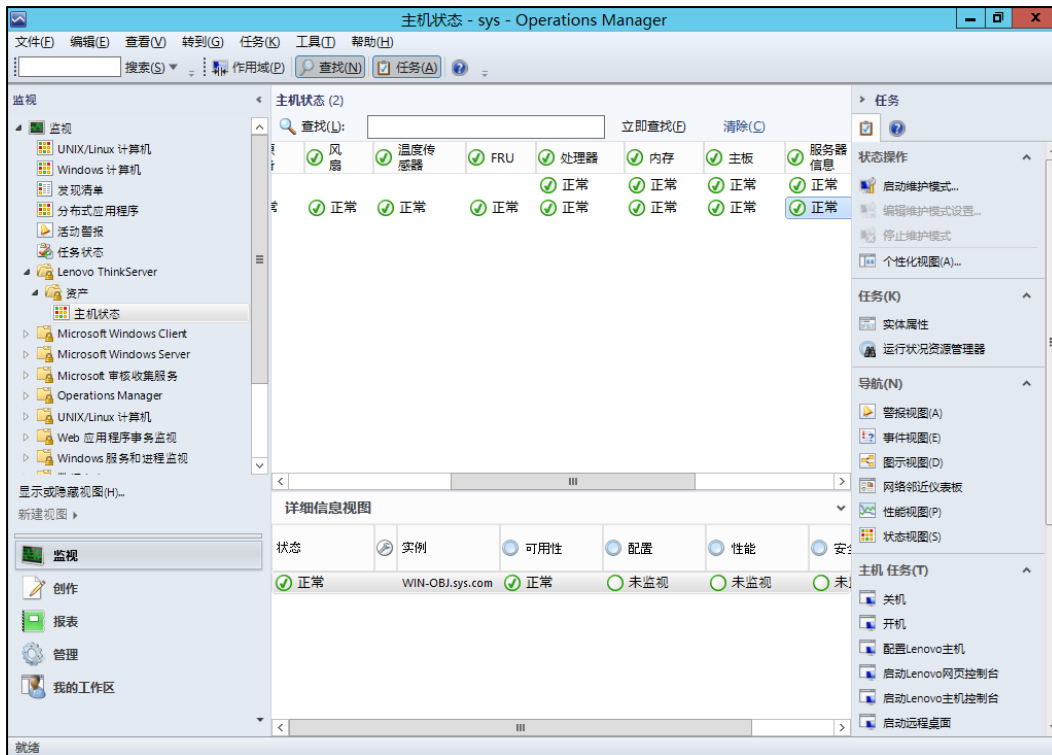 主机状态 - sys - Operations Manager
文件(F) 编辑(E) 查看(V) 转到(G) 任务(K) 工具(T) 帮助(H)
搜索(S) 作用域(P) 查找(N) 任务(A)
监视
监视
UNIX/Linux 计算机
Windows 计算机
发现清单
分布式应用程序
活动警报
任务状态
Lenovo ThinkServer
资产
主机状态
Microsoft Windows Client
Microsoft Windows Server
Microsoft 审核收集服务
Operations Manager
UNIX/Linux 计算机
Web 应用程序事务监视
Windows 服务和进程监视
显示或隐藏视图(H)...
新建视图
监视
创作
报表
管理
我的工作区
就绪
主机状态 (2)
查找(L): 立即查找(F) 清除(C)
风扇 温度传感器 FRU 处理器 内存 主板 服务器信息
正常 正常 正常 正常
正常 正常 正常 正常 正常 正常 正常
详细信息视图
状态 实例 可用性 配置 性能
正常 WIN-OBJ.sys.com 正常 未监视 未监视
任务
状态操作
启动维护模式...
编辑维护模式设置...
停止维护模式
个性化视图(A)...
任务(K)
实体属性
运行状况资源管理器
导航(N)
警报视图(A)
事件视图(E)
图示视图(D)
网络邻近仪表板
性能视图(P)
状态视图(S)
主机 任务(T)
关机
开机
配置Lenovo主机
启动Lenovo网页控制台
启动Lenovo主机控制台
启动远程桌面